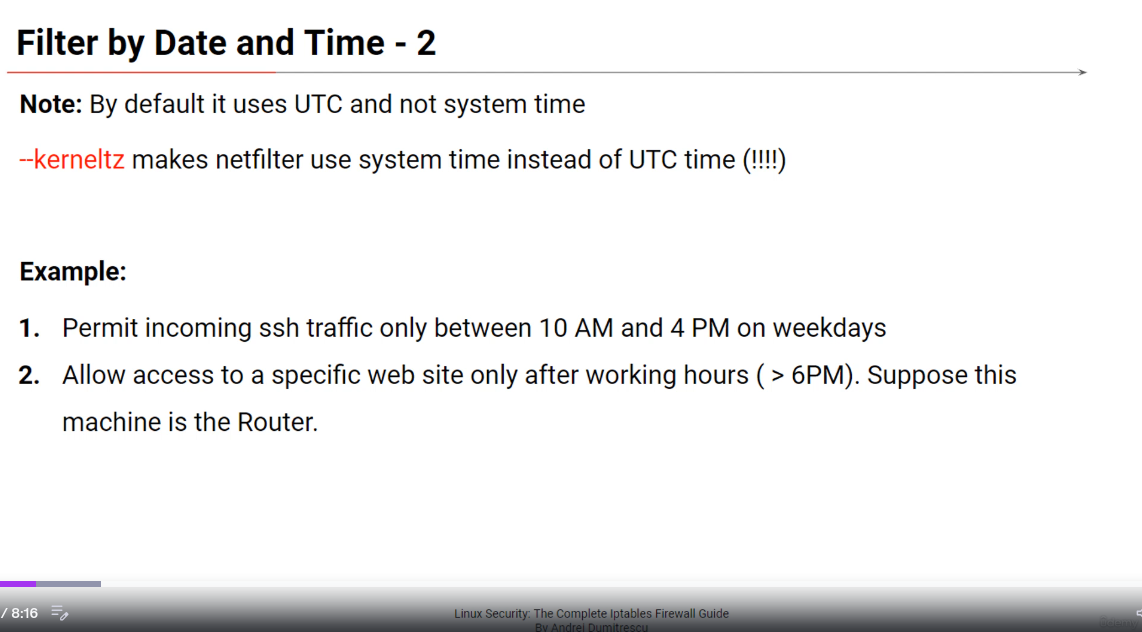 Filter by Date and Time - 2
Note: By default it uses UTC and not system time
--kerneltz makes netfilter use system time instead of UTC time (!!!!)
Example:
1. Permit incoming ssh traffic only between 10 AM and 4 PM on weekdays
2. Allow access to a specific web site only after working hours ( > 6PM). Suppose this
machine is the Router.
/ 8:16
Linux Security: The Complete Iptables Firewall Guide
By Andrei Dumitrescu